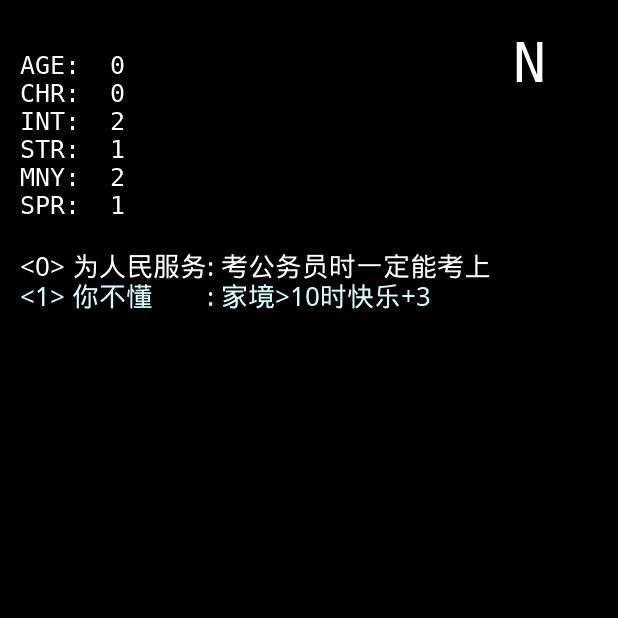 N
AGE: 0
CHR: 0
INT: 2
STR: 1
MNY: 2
SPR: 1
<0> 为人民服务: 考公务员时一定能考上
<1> 你不懂 : 家境>10时快乐+3